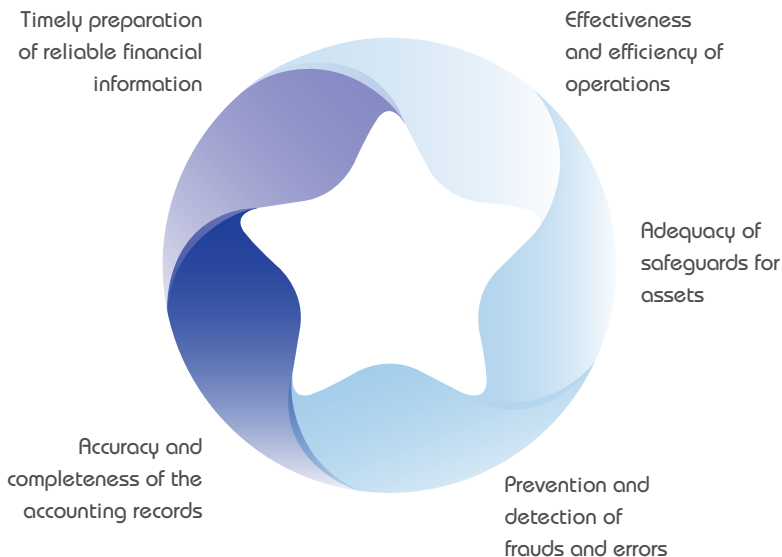 Timely preparation
of reliable financial
information
Effectiveness
and efficiency of
operations
Adequacy of
safeguards for
assets
Accuracy and
completeness of the
accounting records
Prevention and
detection of
frauds and errors